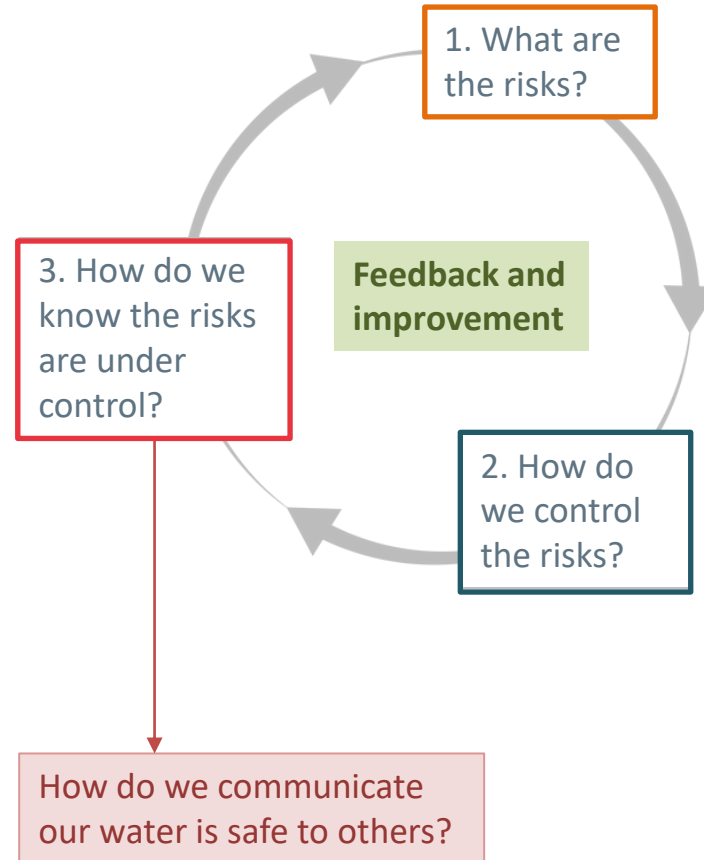 1. What are
the risks?
3. How do we
know the risks
are under
control?
Feedback and
improvement
2. How do
we control
the risks?
How do we communicate
our water is safe to others?